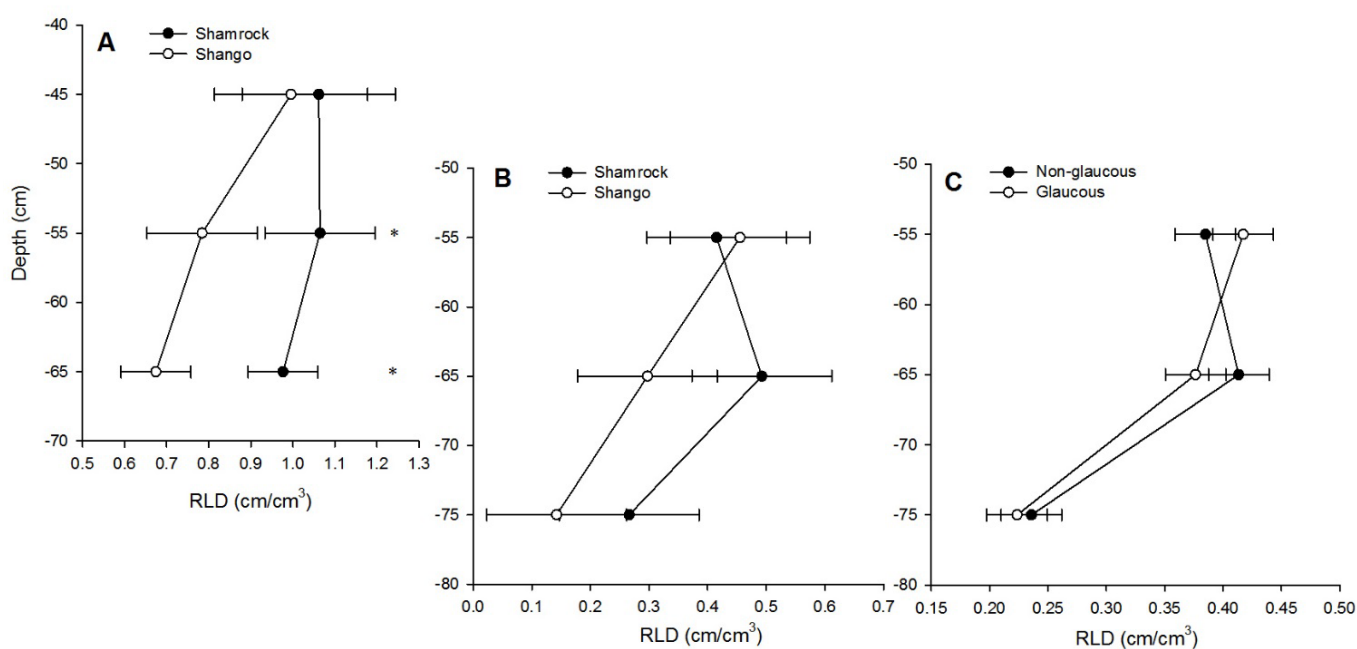 A
Shamrock
Shango
-40
-45
-50
-55
-60
-65
-70
Depth (cm)
*
*
0.5 0.6 0.7 0.8 0.9 1.0 1.1 1.2 1.3
RLD (cm/cm³)
B
Shamrock
Shango
-50
-55
-60
-65
-70
-75
-80
0.0 0.1 0.2 0.3 0.4 0.5 0.6 0.7
RLD (cm/cm³)
C
Non-glaucous
Glaucous
-50
-55
-60
-65
-70
-75
-80
0.15 0.20 0.25 0.30 0.35 0.40 0.45 0.50
RLD (cm/cm³)